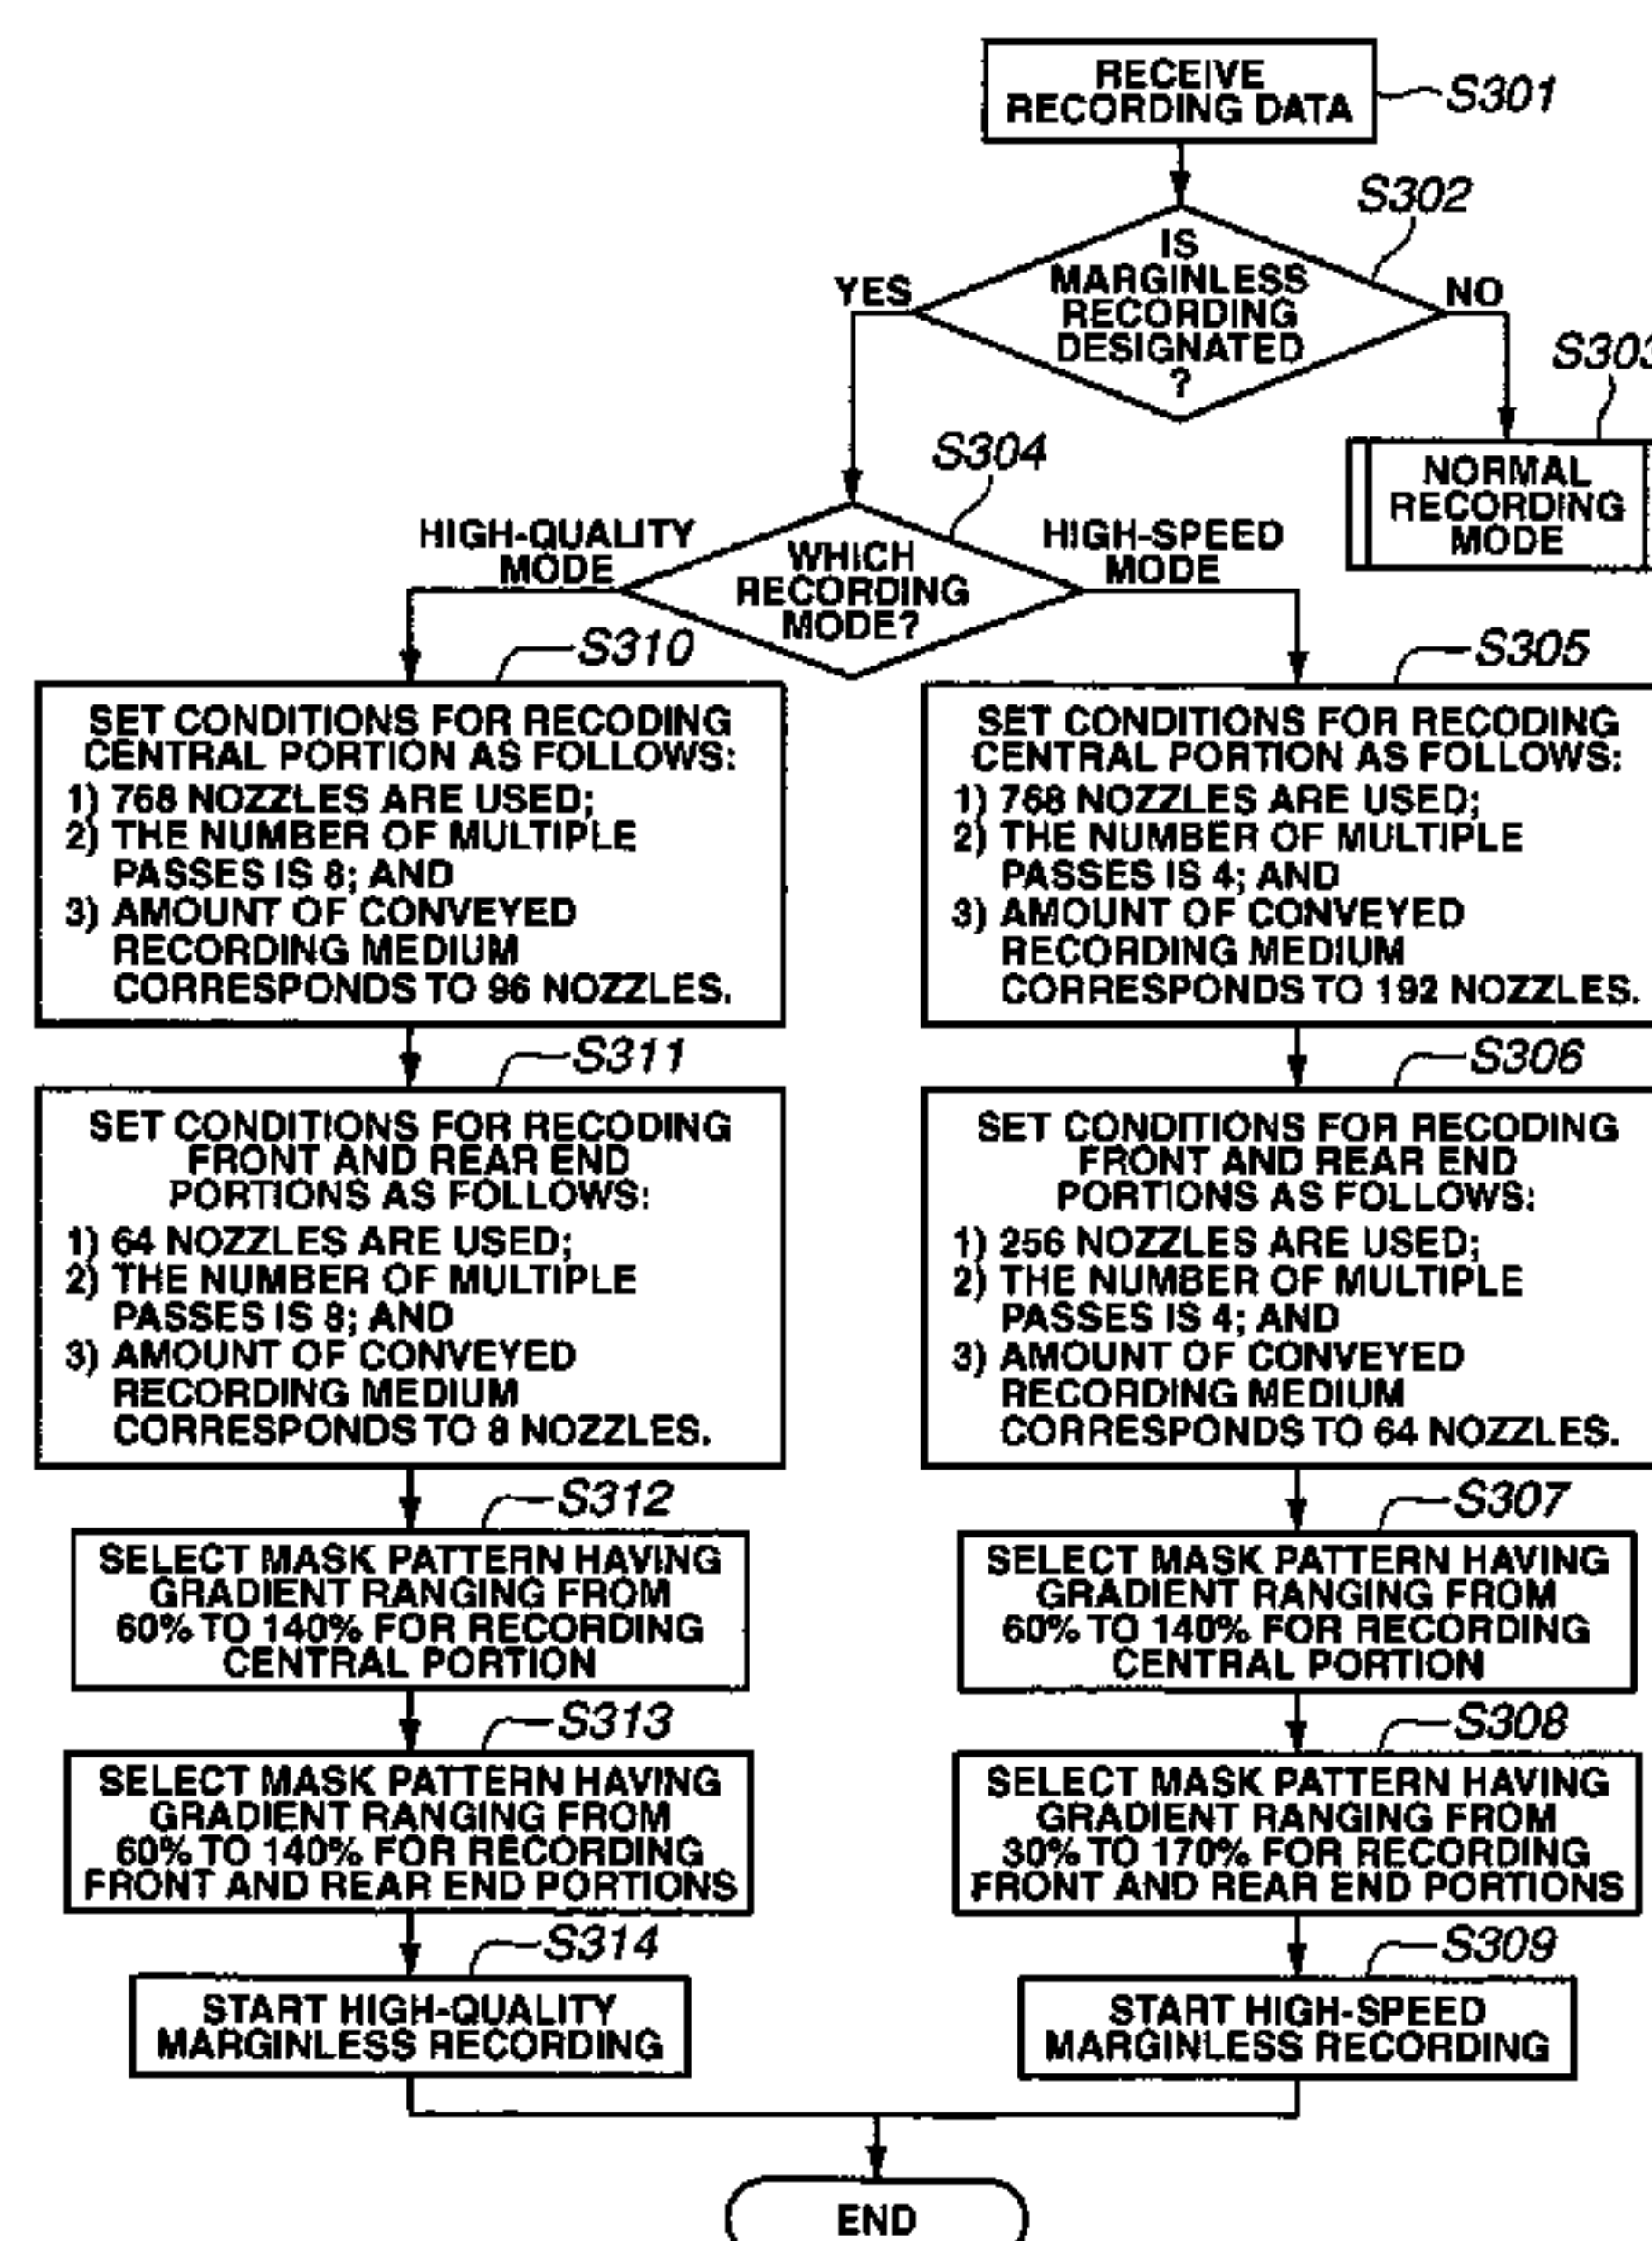 RECEIVE
RECORDING DATA
S301
S302
IS
MARGINLESS
RECORDING
DESIGNATED
?
YES
NO
S303
NORMAL
RECORDING
MODE
S304
WHICH
RECORDING
MODE?
HIGH-QUALITY
MODE
HIGH-SPEED
MODE
S310
SET CONDITIONS FOR RECODING
CENTRAL PORTION AS FOLLOWS:
1) 768 NOZZLES ARE USED;
2) THE NUMBER OF MULTIPLE
PASSES IS 8; AND
3) AMOUNT OF CONVEYED
RECORDING MEDIUM
CORRESPONDS TO 96 NOZZLES.
S311
SET CONDITIONS FOR RECODING
FRONT AND REAR END
PORTIONS AS FOLLOWS:
1) 64 NOZZLES ARE USED;
2) THE NUMBER OF MULTIPLE
PASSES IS 8; AND
3) AMOUNT OF CONVEYED
RECORDING MEDIUM
CORRESPONDS TO 8 NOZZLES.
S312
SELECT MASK PATTERN HAVING
GRADIENT RANGING FROM
60% TO 140% FOR RECORDING
CENTRAL PORTION
S313
SELECT MASK PATTERN HAVING
GRADIENT RANGING FROM
60% TO 140% FOR RECORDING
FRONT AND REAR END PORTIONS
S314
START HIGH-QUALITY
MARGINLESS RECORDING
S305
SET CONDITIONS FOR RECODING
CENTRAL PORTION AS FOLLOWS:
1) 768 NOZZLES ARE USED;
2) THE NUMBER OF MULTIPLE
PASSES IS 4; AND
3) AMOUNT OF CONVEYED
RECORDING MEDIUM
CORRESPONDS TO 192 NOZZLES.
S306
SET CONDITIONS FOR RECODING
FRONT AND REAR END
PORTIONS AS FOLLOWS:
1) 256 NOZZLES ARE USED;
2) THE NUMBER OF MULTIPLE
PASSES IS 4; AND
3) AMOUNT OF CONVEYED
RECORDING MEDIUM
CORRESPONDS TO 64 NOZZLES.
S307
SELECT MASK PATTERN HAVING
GRADIENT RANGING FROM
60% TO 140% FOR RECORDING
CENTRAL PORTION
S308
SELECT MASK PATTERN HAVING
GRADIENT RANGING FROM
30% TO 170% FOR RECORDING
FRONT AND REAR END PORTIONS
S309
START HIGH-SPEED
MARGINLESS RECORDING
END